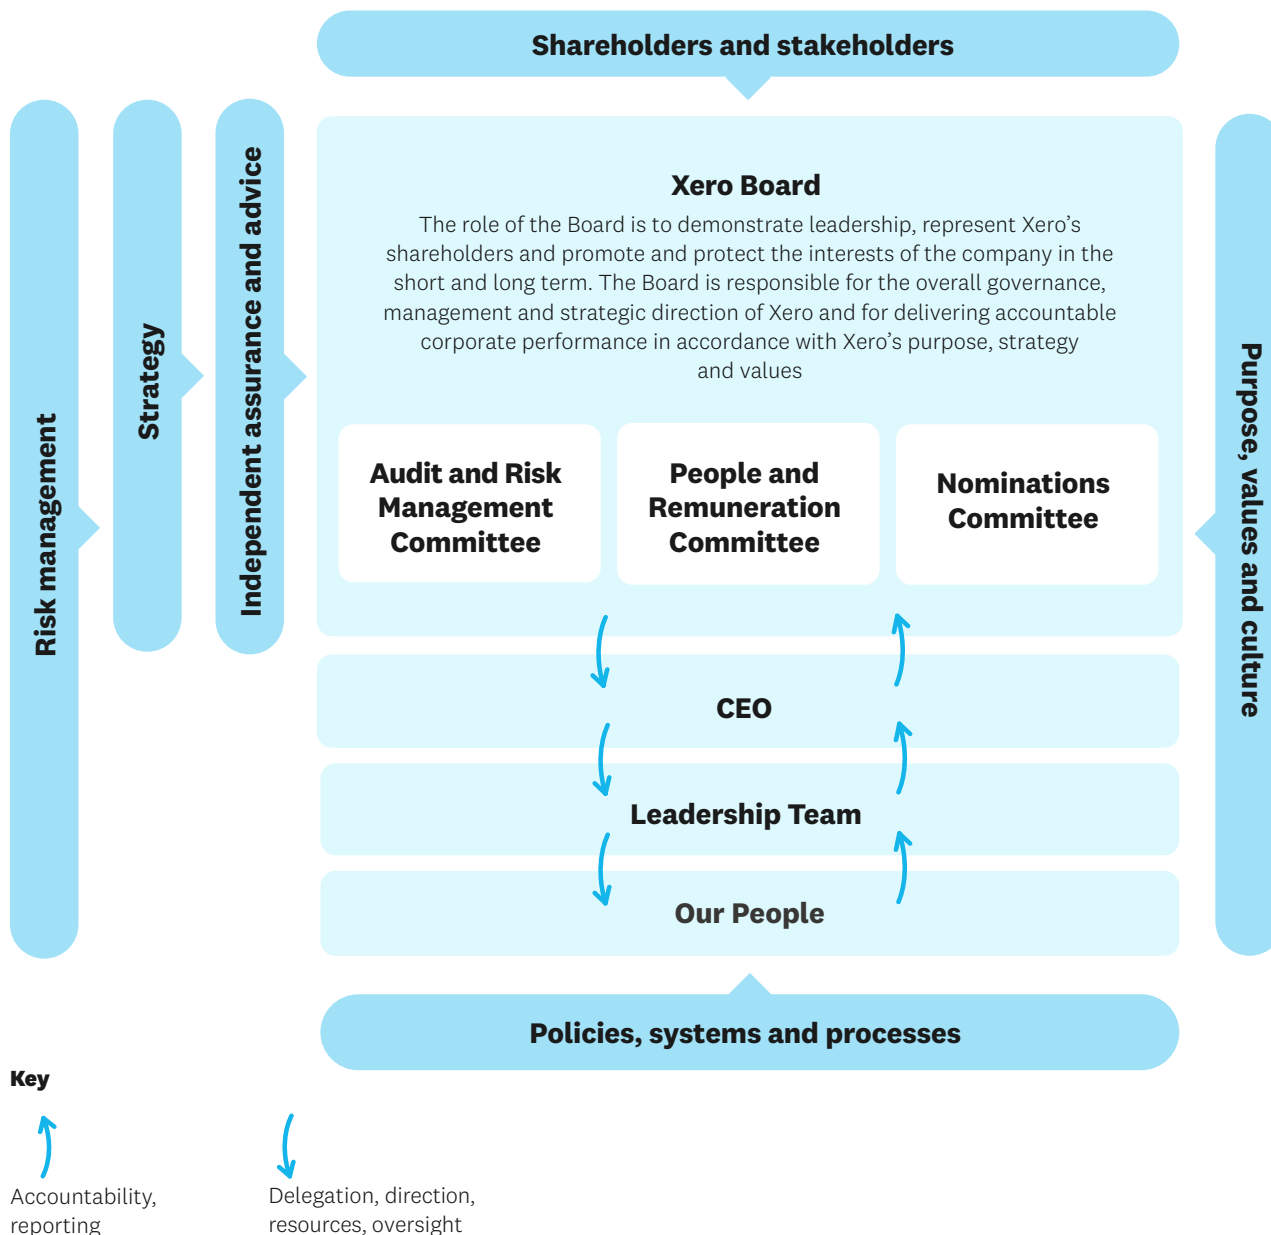 Shareholders and stakeholders
Risk management
Strategy
Independent assurance and advice
Xero Board
The role of the Board is to demonstrate leadership, represent Xero’s
shareholders and promote and protect the interests of the company in the
short and long term. The Board is responsible for the overall governance,
management and strategic direction of Xero and for delivering accountable
corporate performance in accordance with Xero’s purpose, strategy
and values
Audit and Risk
Management
Committee
People and
Remuneration
Committee
Nominations
Committee
Purpose, values and culture
CEO
Leadership Team
Our People
Policies, systems and processes
Key
Accountability,
reporting
Delegation, direction,
resources, oversight